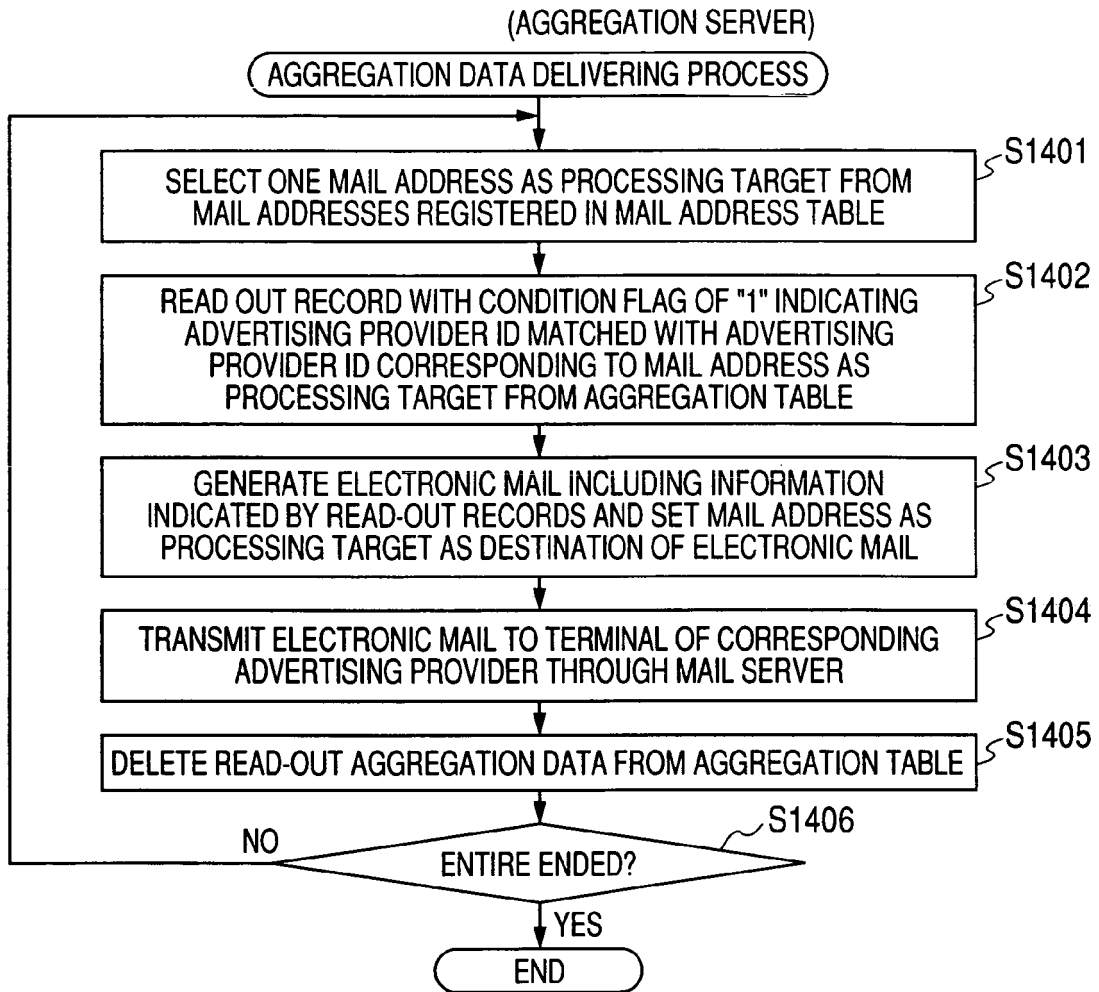 (AGGREGATION SERVER)
AGGREGATION DATA DELIVERING PROCESS
S1401
SELECT ONE MAIL ADDRESS AS PROCESSING TARGET FROM
MAIL ADDRESSES REGISTERED IN MAIL ADDRESS TABLE
S1402
READ OUT RECORD WITH CONDITION FLAG OF "1" INDICATING
ADVERTISING PROVIDER ID MATCHED WITH ADVERTISING
PROVIDER ID CORRESPONDING TO MAIL ADDRESS AS
PROCESSING TARGET FROM AGGREGATION TABLE
S1403
GENERATE ELECTRONIC MAIL INCLUDING INFORMATION
INDICATED BY READ-OUT RECORDS AND SET MAIL ADDRESS AS
PROCESSING TARGET AS DESTINATION OF ELECTRONIC MAIL
S1404
TRANSMIT ELECTRONIC MAIL TO TERMINAL OF CORRESPONDING
ADVERTISING PROVIDER THROUGH MAIL SERVER
S1405
DELETE READ-OUT AGGREGATION DATA FROM AGGREGATION TABLE
S1406
NO
ENTIRE ENDED?
YES
END